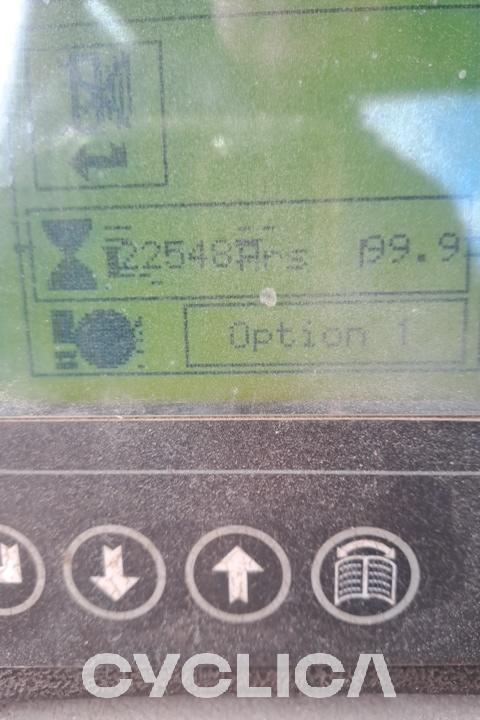 22548Hrs 99.9
Option 1
CYCLICA